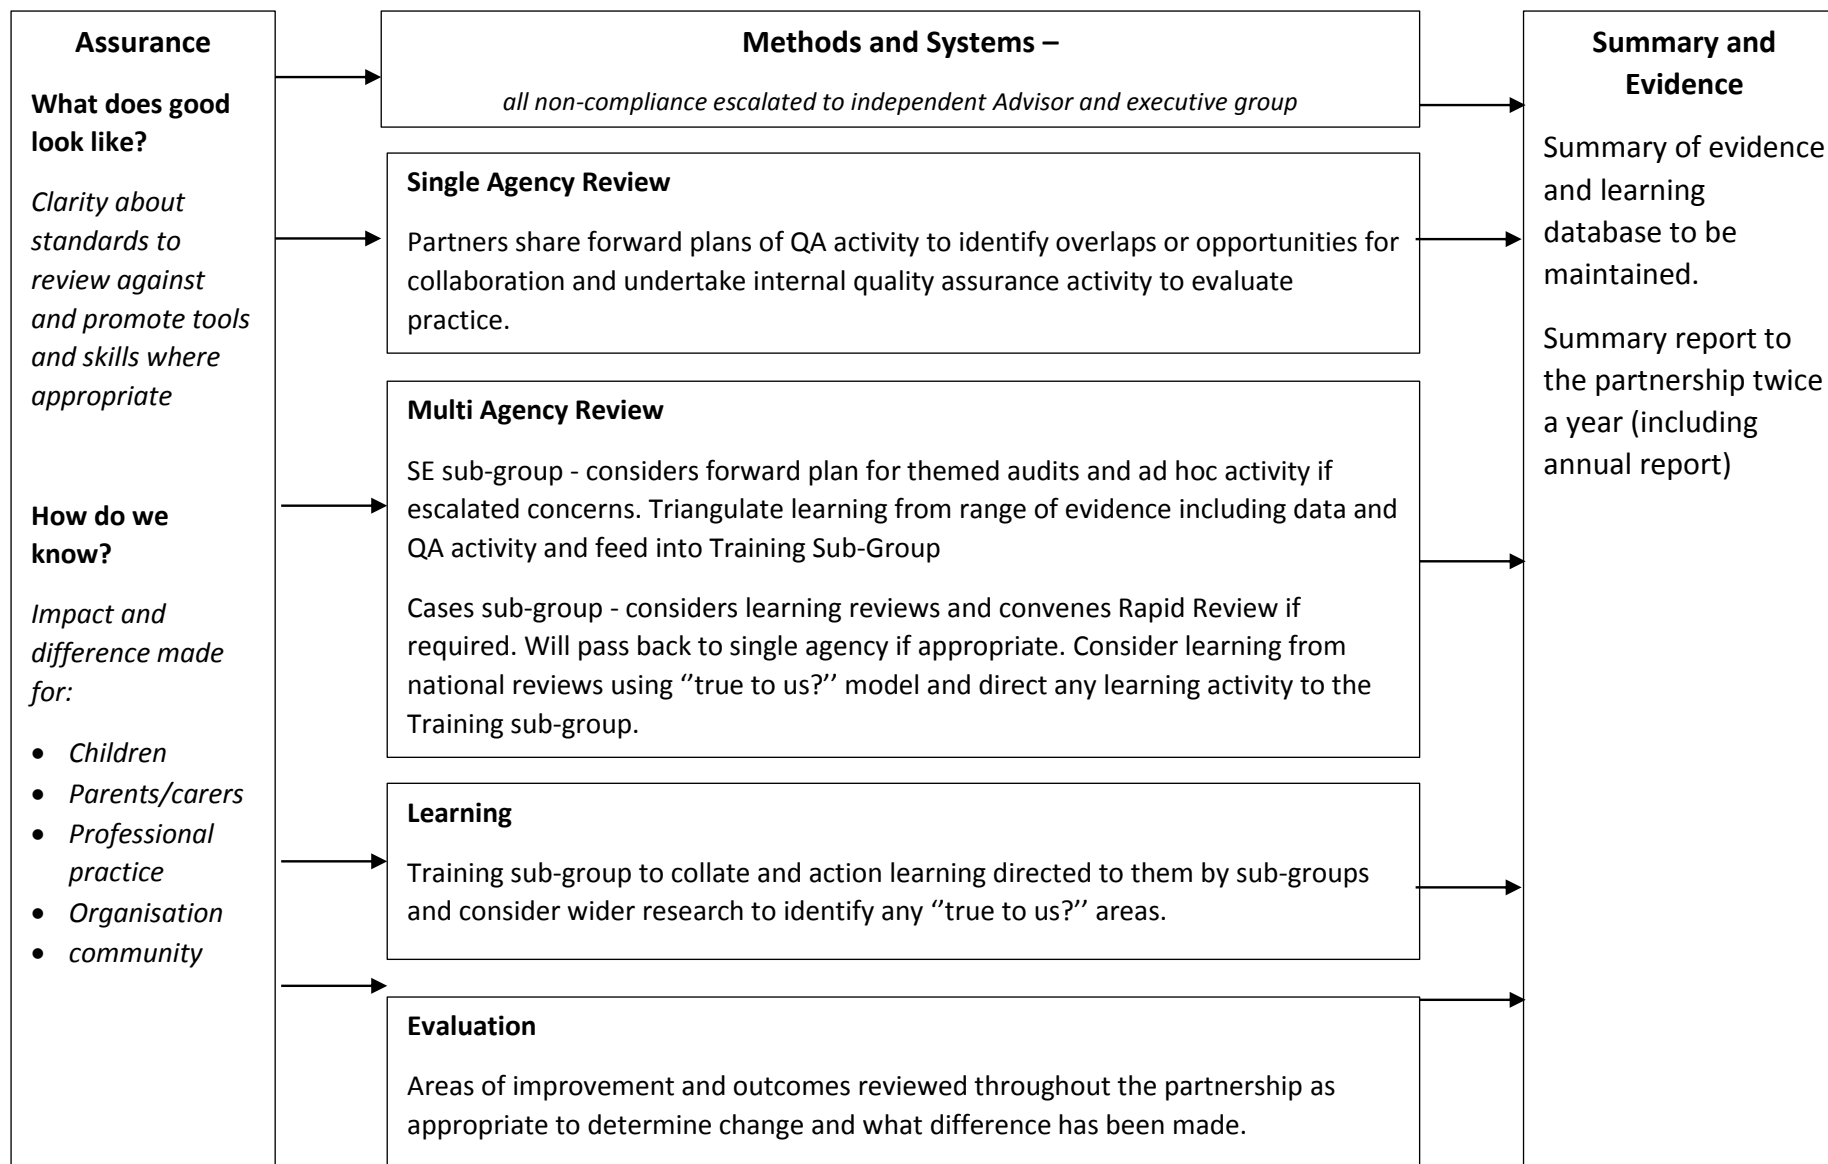 Assurance
What does good
look like?
Clarity about
standards to
review against
and promote tools
and skills where
appropriate
How do we
know?
Impact and
difference made
for:
• Children
• Parents/carers
• Professional
practice
• Organisation
• community
Methods and Systems –
all non-compliance escalated to independent Advisor and executive group
Single Agency Review
Partners share forward plans of QA activity to identify overlaps or opportunities for
collaboration and undertake internal quality assurance activity to evaluate
practice.
Multi Agency Review
SE sub-group - considers forward plan for themed audits and ad hoc activity if
escalated concerns. Triangulate learning from range of evidence including data and
QA activity and feed into Training Sub-Group
Cases sub-group - considers learning reviews and convenes Rapid Review if
required. Will pass back to single agency if appropriate. Consider learning from
national reviews using ‘’true to us?’’ model and direct any learning activity to the
Training sub-group.
Learning
Training sub-group to collate and action learning directed to them by sub-groups
and consider wider research to identify any ‘’true to us?’’ areas.
Evaluation
Areas of improvement and outcomes reviewed throughout the partnership as
appropriate to determine change and what difference has been made.
Summary and
Evidence
Summary of evidence
and learning
database to be
maintained.
Summary report to
the partnership twice
a year (including
annual report)